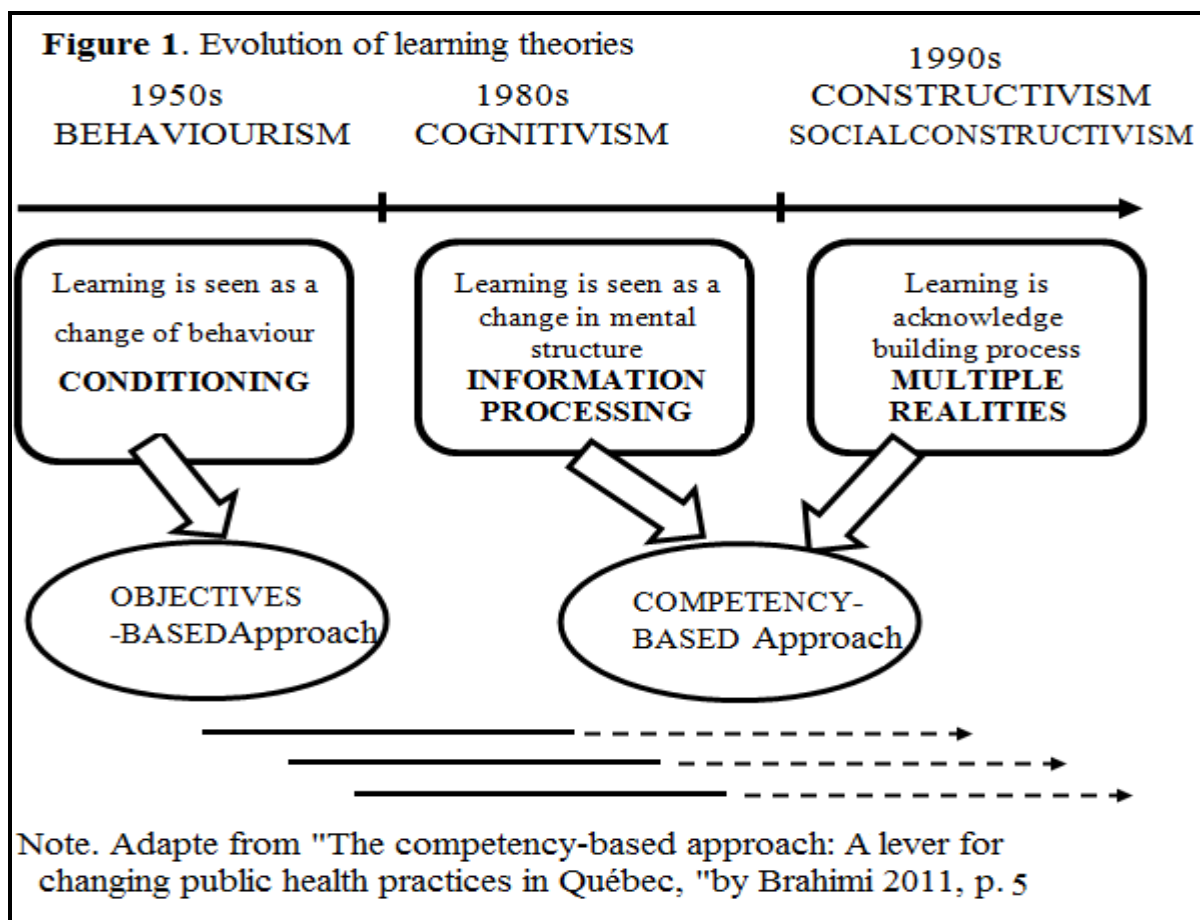 Figure 1. Evolution of learning theories
1950s
BEHAVIOURISM
1980s
COGNITIVISM
1990s
CONSTRUCTIVISM
SOCIALCONSTRUCTIVISM
Learning is seen as a
change of behaviour
CONDITIONING
Learning is seen as a
change in mental
structure
INFORMATION
PROCESSING
Learning is
acknowledge
building process
MULTIPLE
REALITIES
OBJECTIVES
-BASEDApproach
COMPETENCY-
BASED Approach
Note. Adapte from "The competency-based approach: A lever for
changing public health practices in Québec, "by Brahimi 2011, p. 5